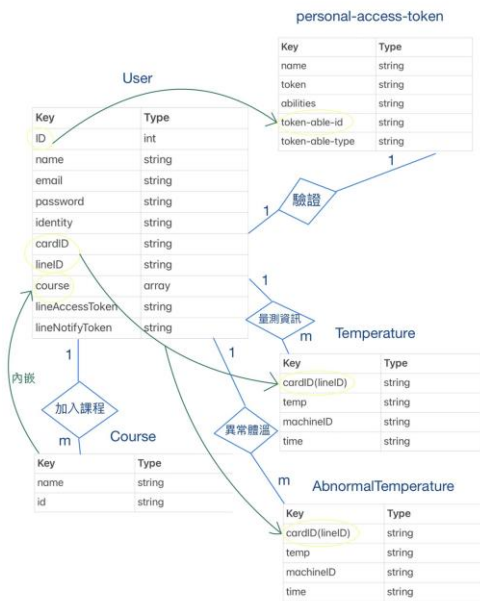 personal-access-token
Key Type
name string
token string
abilities string
token-able-id string
token-able-type string
User
Key Type
ID int
name string
email string
password string
identity string
cardID string
lineID string
course array
lineAccessToken string
lineNotifyToken string
1
驗證
1
1
量測資訊
m
Temperature
Key Type
cardID(lineID) string
temp string
machineID string
time string
1
內嵌
加入課程
m
Course
Key Type
name string
id string
1
異常體溫
m
AbnormalTemperature
Key Type
cardID(lineID) string
temp string
machineID string
time string